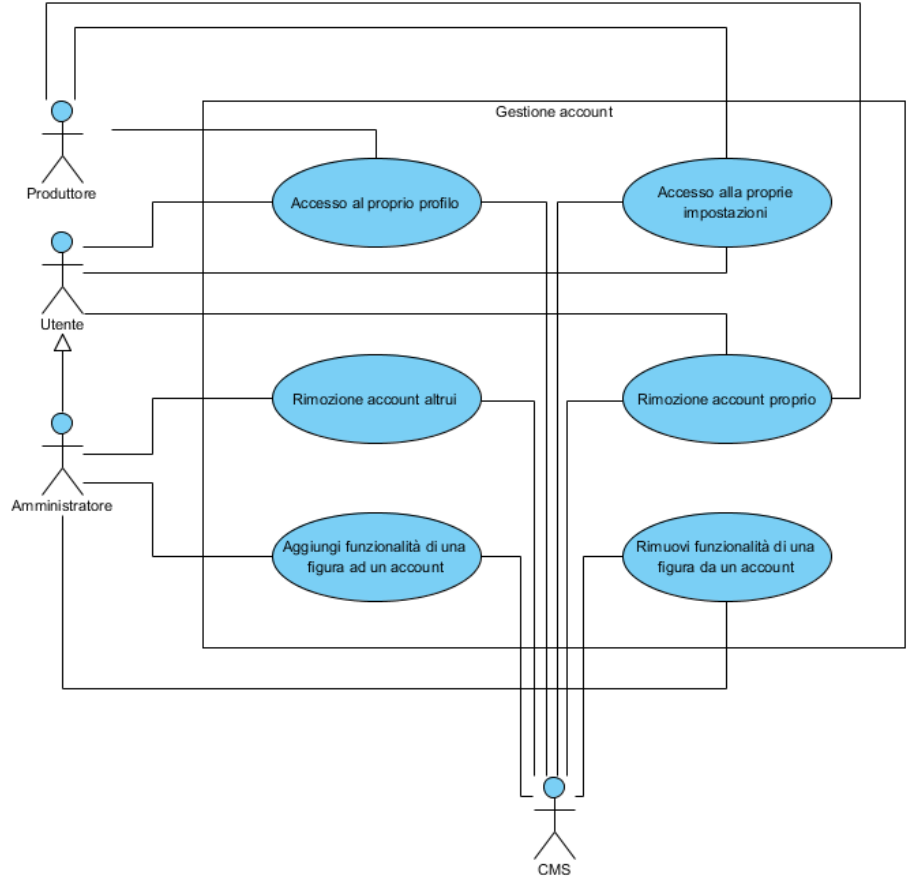 Gestione account
Produttore
Accesso al proprio profilo
Accesso alla proprie
impostazioni
Utente
Rimozione account altrui
Rimozione account proprio
Amministratore
Aggiungi funzionalità di una
figura ad un account
Rimuovi funzionalità di una
figura da un account
CMS